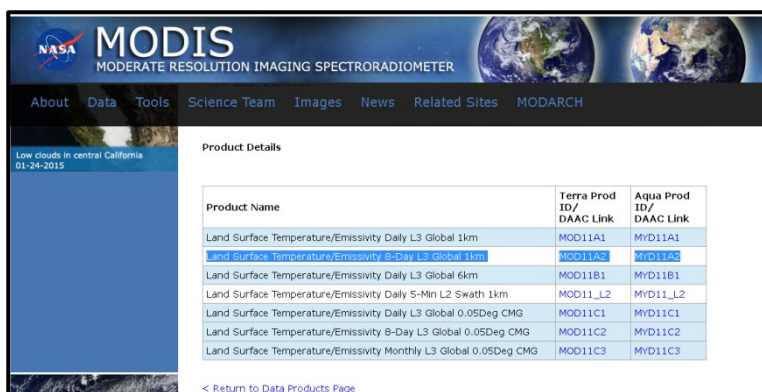 NASA
MODIS
MODERATE RESOLUTION IMAGING SPECTRORADIOMETER
About Data Tools Science Team Images News Related Sites MODARCH
Low clouds in central California
01-24-2015
Product Details
Product Name
Terra Prod
ID/
DAAC Link
Aqua Prod
ID/
DAAC Link
Land Surface Temperature/Emissivity Daily L3 Global 1km MOD11A1 MYD11A1
Land Surface Temperature/Emissivity 8-Day L3 Global 1km MOD11A2 MYD11A2
Land Surface Temperature/Emissivity Daily L3 Global 6km MOD11B1 MYD11B1
Land Surface Temperature/Emissivity Daily 5-Min L2 Swath 1km MOD11_L2 MYD11_L2
Land Surface Temperature/Emissivity Daily L3 Global 0.05Deg CMG MOD11C1 MYD11C1
Land Surface Temperature/Emissivity 8-Day L3 Global 0.05Deg CMG MOD11C2 MYD11C2
Land Surface Temperature/Emissivity Monthly L3 Global 0.05Deg CMG MOD11C3 MYD11C3
< Return to Data Products Page